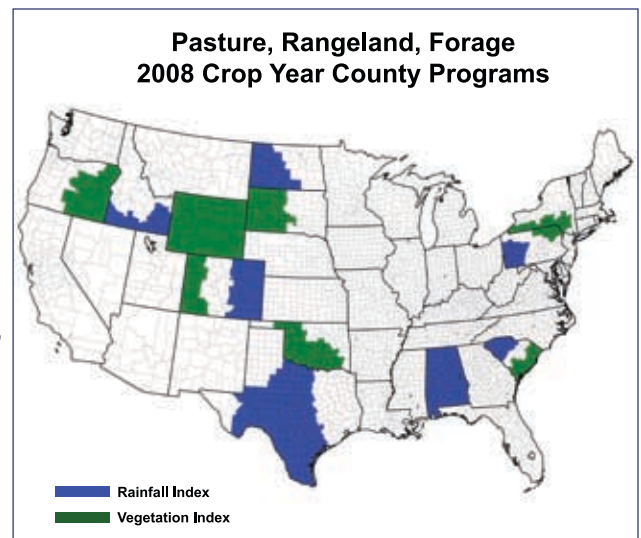 Pasture, Rangeland, Forage
2008 Crop Year County Programs
Rainfall Index
Vegetation Index